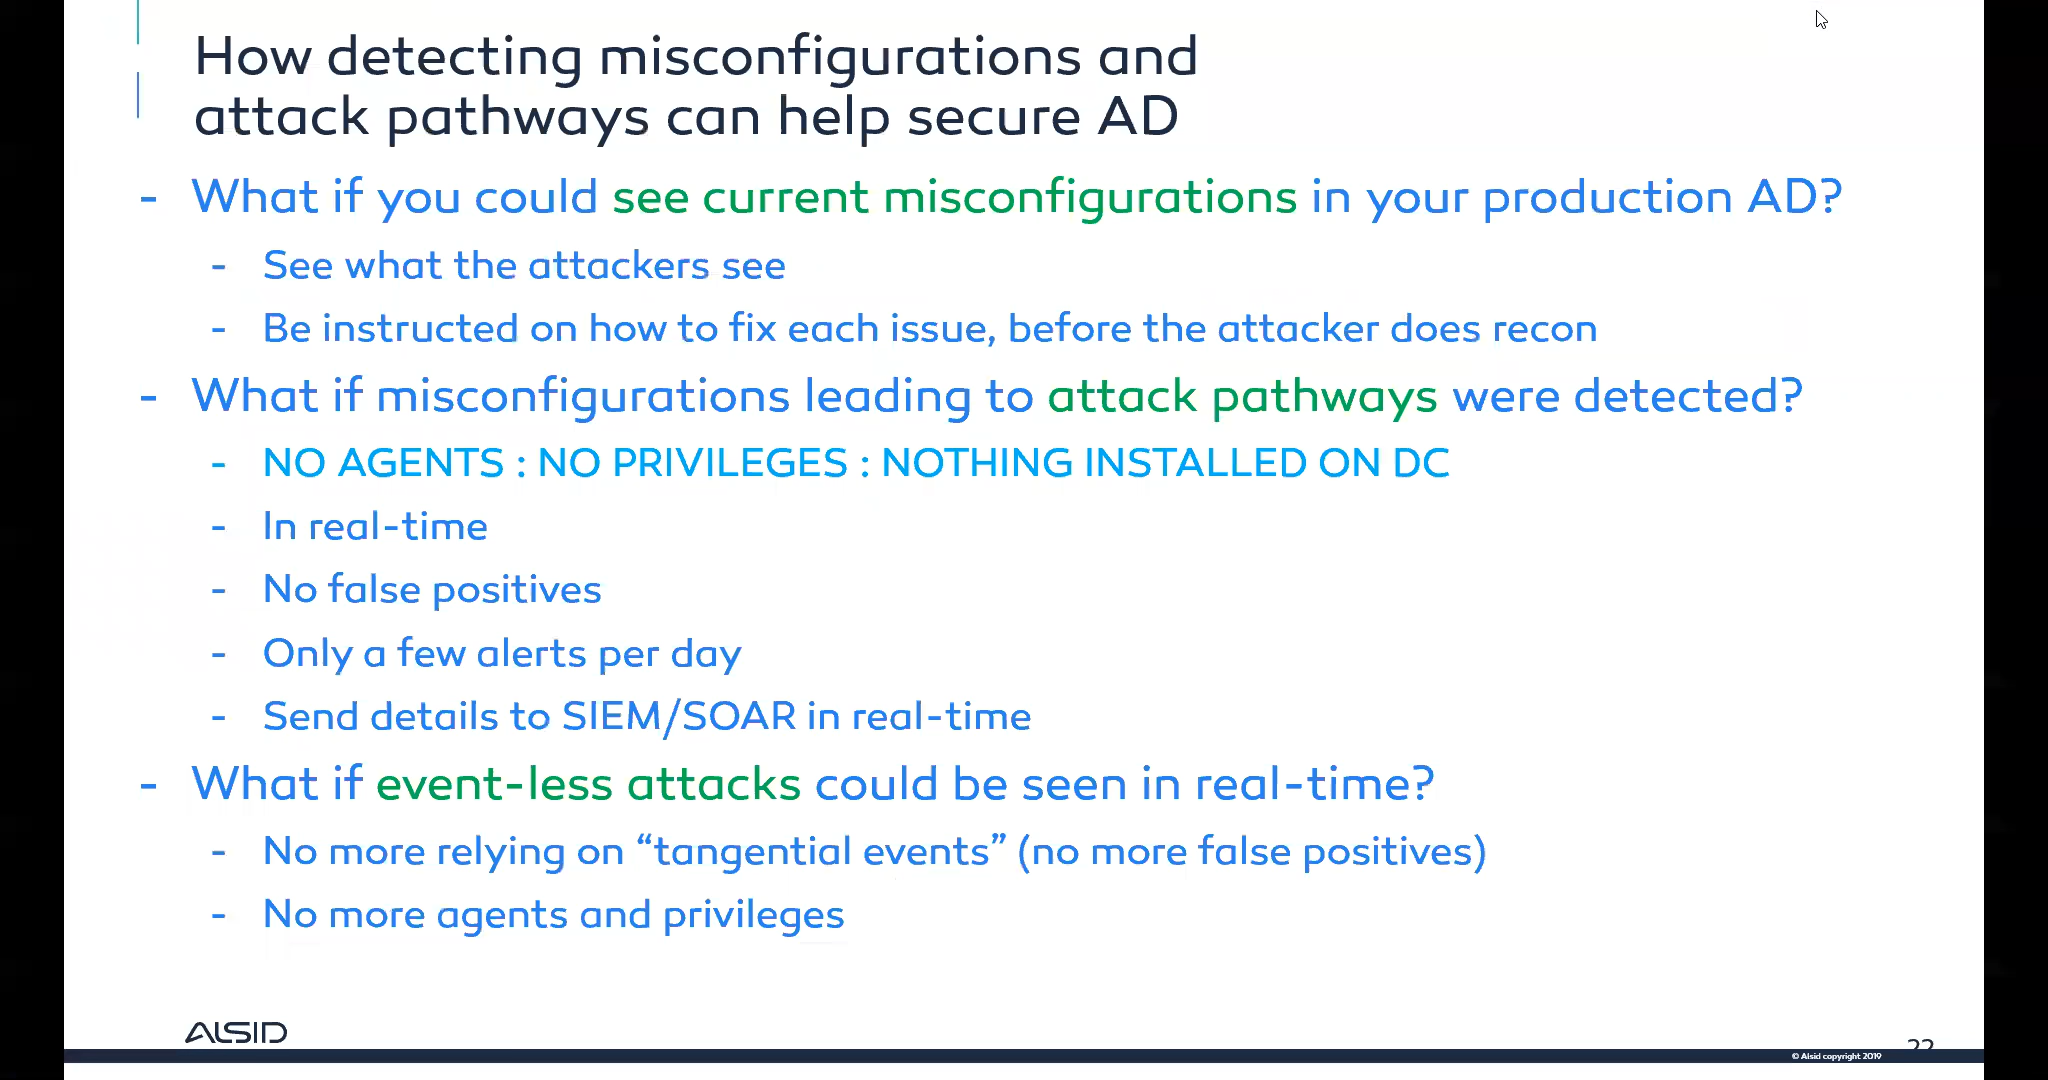 How detecting misconfigurations and
attack pathways can help secure AD
- What if you could see current misconfigurations in your production AD?
- See what the attackers see
- Be instructed on how to fix each issue, before the attacker does recon
- What if misconfigurations leading to attack pathways were detected?
- NO AGENTS : NO PRIVILEGES : NOTHING INSTALLED ON DC
- In real-time
- No false positives
- Only a few alerts per day
- Send details to SIEM/SOAR in real-time
- What if event-less attacks could be seen in real-time?
- No more relying on “tangential events” (no more false positives)
- No more agents and privileges
ALSID
22
© Alsid copyright 2019